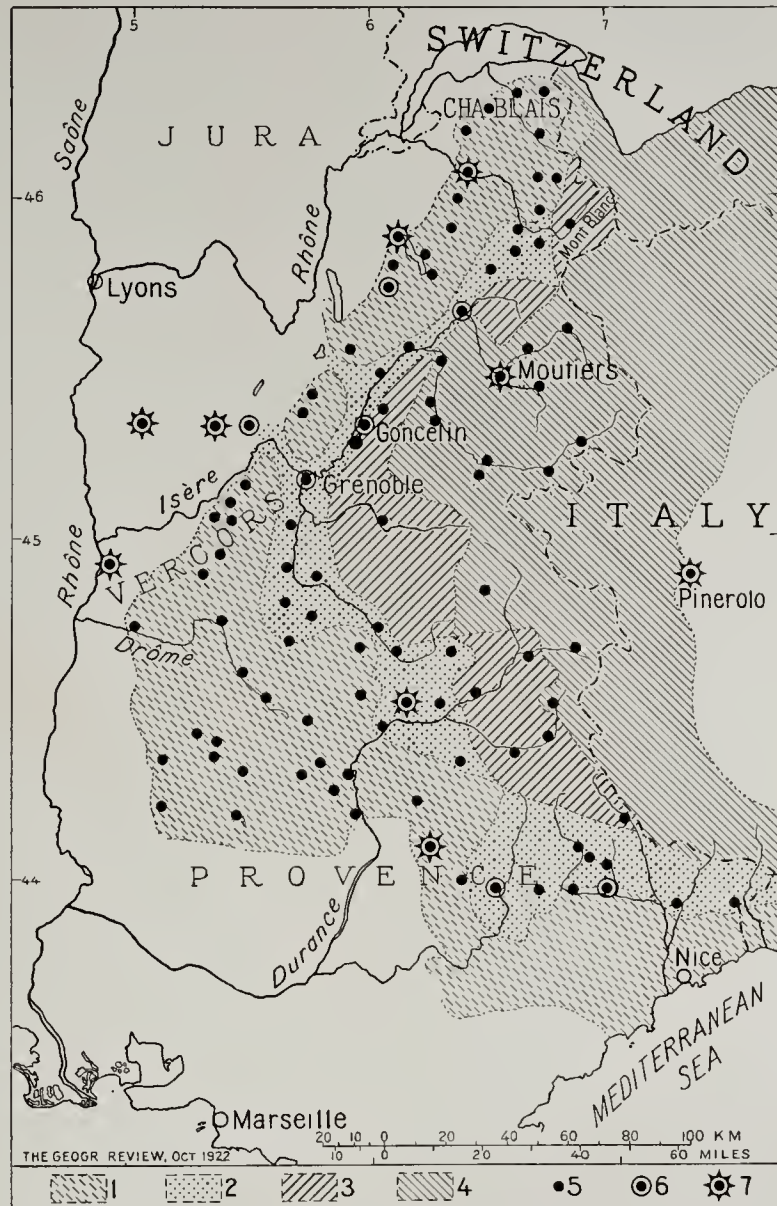 5 6 7
SWITZERLAND
CHABLAIS
JURA
Saône
Rhône
46
Mont Blanc
Lyons
Moutiers
Goncelin
Grenoble
Isère
VERCORS
ITALY
45
Rhône
Pinerolo
Drôme
44
PROVENCE
Durance
Nice
MEDITERRANEAN
SEA
Marseille
20 0 20 40 60 80 100 KM
THE GEOGR REVIEW, OCT 1922
10 0 20 40 60 MILES
1 2 3 4 5 6 7